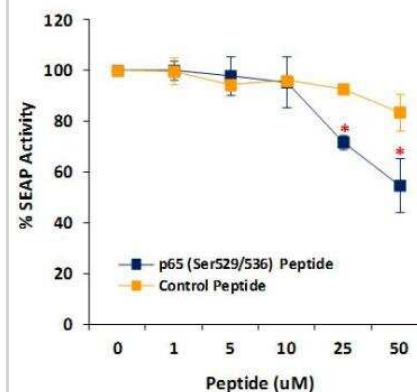 120
100
80
60
40
20
0
% SEAP Activity
*
*
p65 (Ser529/536) Peptide
Control Peptide
0 1 5 10 25 50
Peptide (uM)